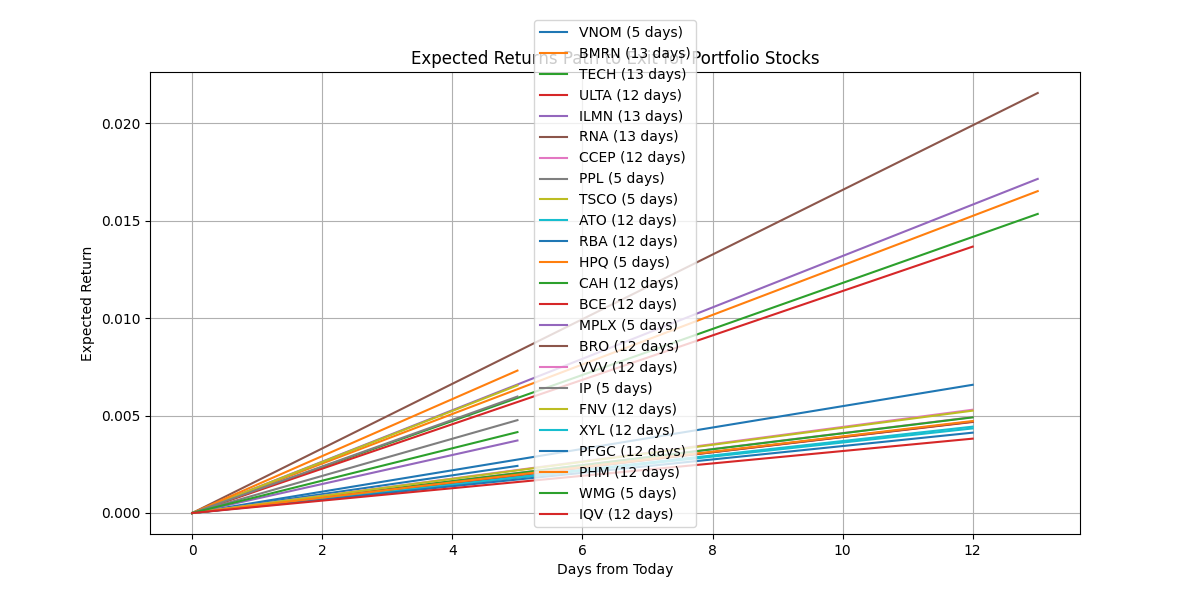 Expected Returns Path to Exit for Portfolio Stocks
VNOM (5 days)
BMRN (13 days)
TECH (13 days)
ULTA (12 days)
ILMN (13 days)
RNA (13 days)
CCEP (12 days)
PPL (5 days)
TSCO (5 days)
ATO (12 days)
RBA (12 days)
HPQ (5 days)
CAH (12 days)
BCE (12 days)
MPLX (5 days)
BRO (12 days)
VVV (12 days)
IP (5 days)
FNV (12 days)
XYL (12 days)
PFGC (12 days)
PHM (12 days)
WMG (5 days)
IQV (12 days)
Expected Return
0.020
0.015
0.010
0.005
0.000
0 2 4 6 8 10 12
Days from Today